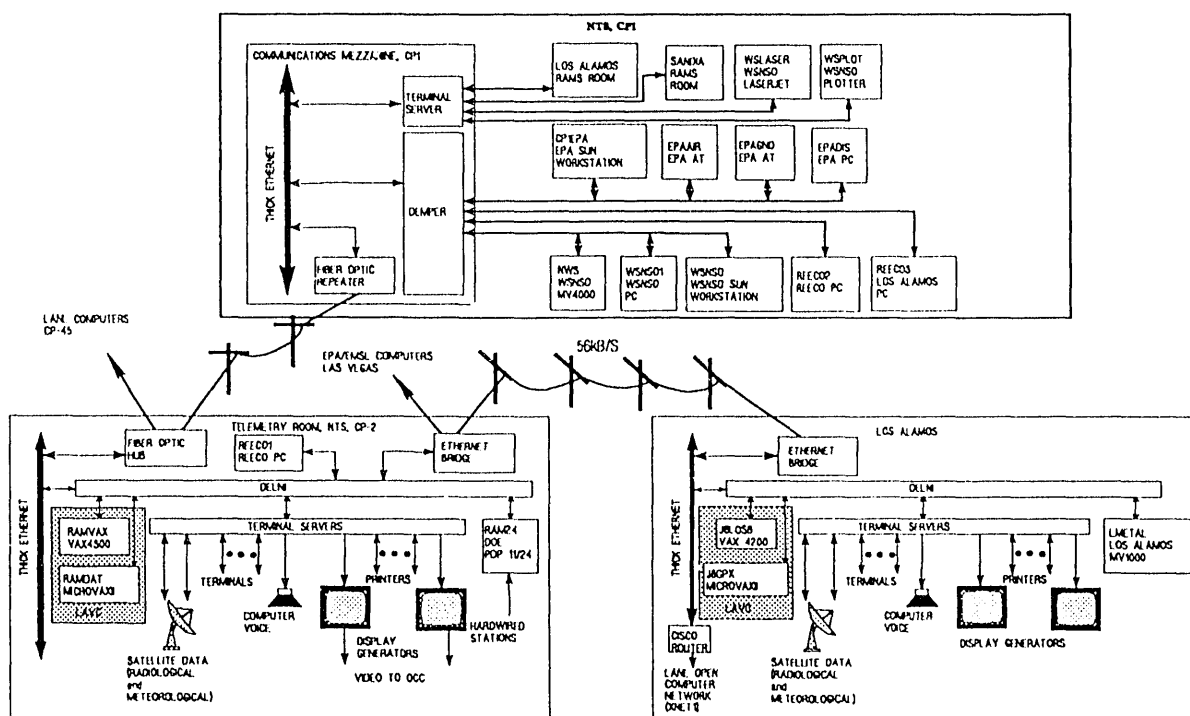 NTS, CP1
COMMUNICATIONS MEZZANINE, CP1
THICK ETHERNET
TERMINAL SERVER
DEMPER
FIBER OPTIC REPEATER
LOS ALAMOS RAMS ROOM
SANDIA RAMS ROOM
WSLASER WSNSO LASERJET
WSPLOT WSNSO PLOTTER
CP1EPA EPA SUN WORKSTATION
EPAAIR EPA AT
EPAGND EPA AT
EPADIS EPA PC
NWS WSNSO MV4000
WSNSO1 WSNSO PC
WSNSO WSNSO SUN WORKSTATION
REECO2 REECO PC
REECO3 LOS ALAMOS PC
LANL COMPUTERS CP-45
EPA/EMSL COMPUTERS LAS VEGAS
56KB/S
TELEMETRY ROOM, NTS, CP-2
THICK ETHERNET
FIBER OPTIC HUB
REECO1 REECO PC
ETHERNET BRIDGE
DELNI
RAMVAX VAX4500
RAMDAT MICROVAXII
LAVC
TERMINAL SERVERS
TERMINALS
PRINTERS
RAM24 DOE PDP 11/24
SATELLITE DATA (RADIOLOGICAL and METEOROLOGICAL)
COMPUTER VOICE
DISPLAY GENERATORS
VIDEO TO OCC
HARDWIRED STATIONS
LOS ALAMOS
THICK ETHERNET
ETHERNET BRIDGE
DELNI
J8LOS8 VAX 4200
J8GPX MICROVAXII
LAVC
TERMINAL SERVERS
TERMINALS
PRINTERS
LMETAL LOS ALAMOS MV1000
CISCO ROUTER
LANL OPEN COMPUTER NETWORK (XNET1)
SATELLITE DATA (RADIOLOGICAL and METEOROLOGICAL)
COMPUTER VOICE
DISPLAY GENERATORS